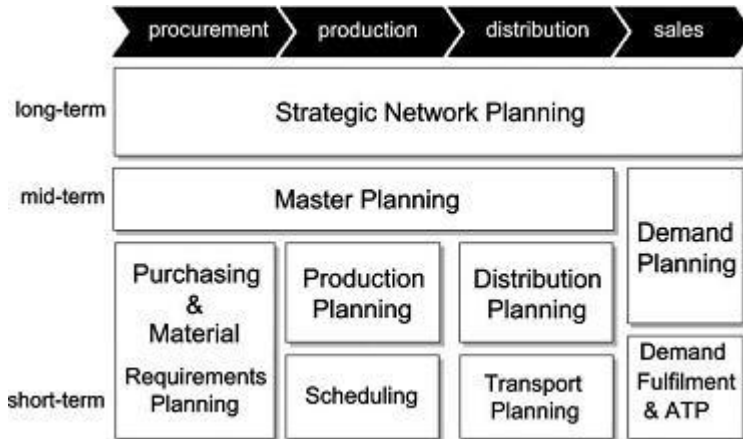 procurement production distribution sales
long-term Strategic Network Planning
mid-term Master Planning
Demand
Planning
Purchasing
&
Material
Requirements
Planning
Production
Planning
Distribution
Planning
short-term
Scheduling
Transport
Planning
Demand
Fulfilment
& ATP